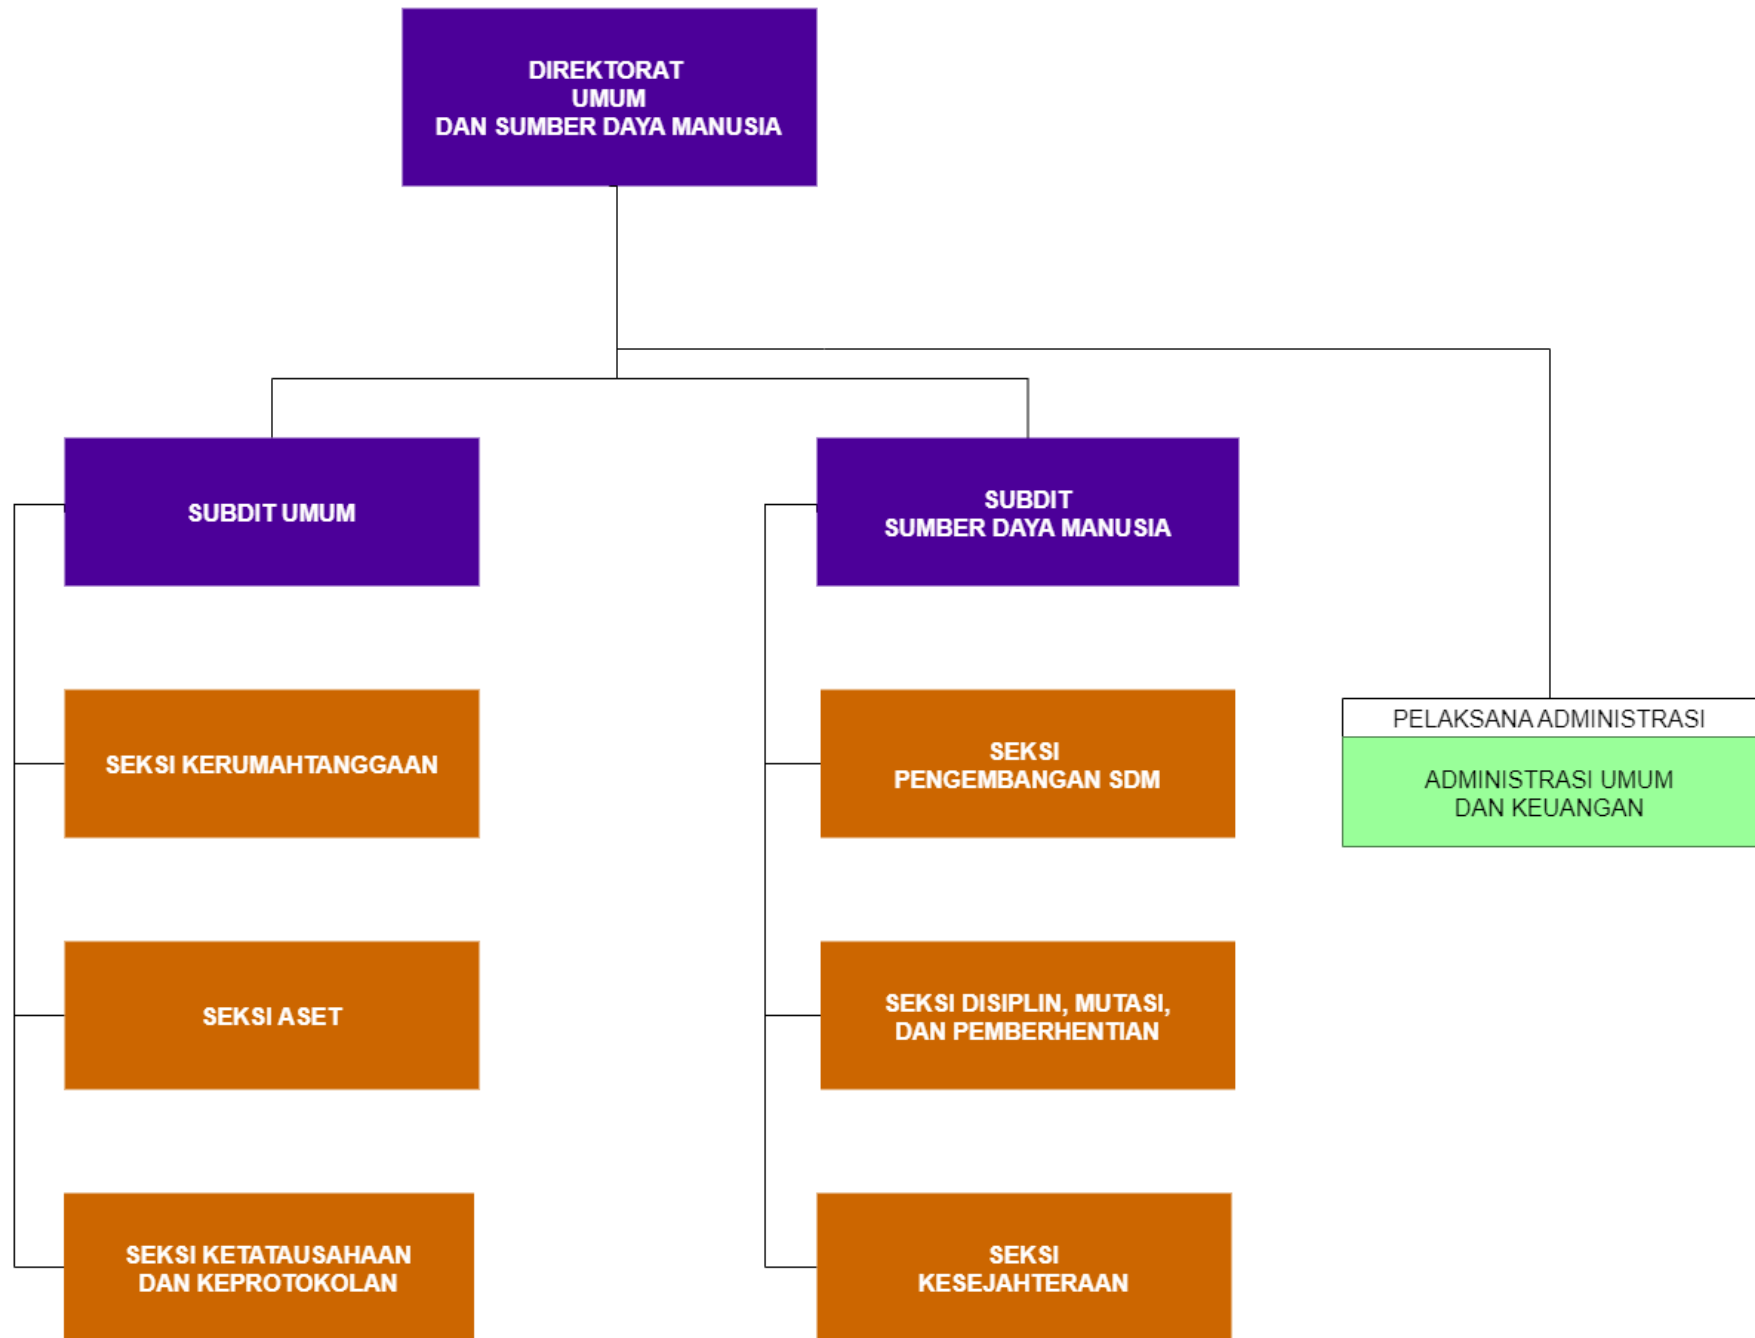 DIREKTORAT
UMUM
DAN SUMBER DAYA MANUSIA
SUBDIT UMUM
SUBDIT
SUMBER DAYA MANUSIA
SEKSI KERUMAHTANGGAAN
SEKSI
PENGEMBANGAN SDM
PELAKSANA ADMINISTRASI
ADMINISTRASI UMUM
DAN KEUANGAN
SEKSI ASET
SEKSI DISIPLIN, MUTASI,
DAN PEMBERHENTIAN
SEKSI KETATAUSAHAAN
DAN KEPROTOKOLAN
SEKSI
KESEJAHTERAAN